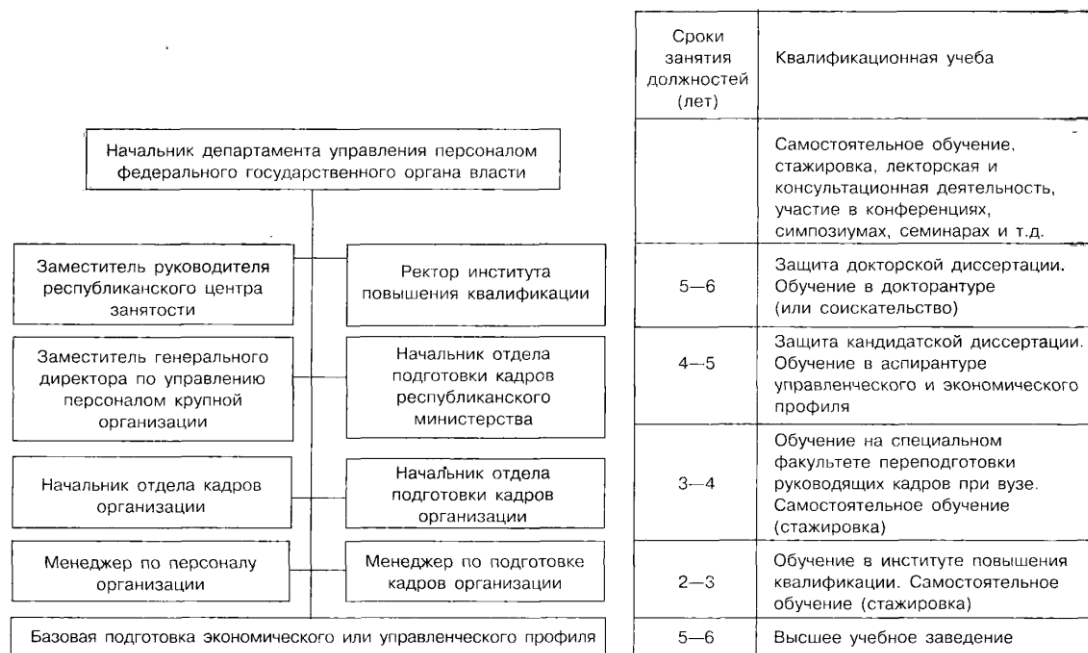 Начальник департамента управления персоналом
федерального государственного органа власти
Заместитель руководителя
республиканского центра
занятости
Ректор института
повышения квалификации
Заместитель генерального
директора по управлению
персоналом крупной
организации
Начальник отдела
подготовки кадров
республиканского
министерства
Начальник отдела кадров
организации
Начальник отдела
подготовки кадров
организации
Менеджер по персоналу
организации
Менеджер по подготовке
кадров организации
Базовая подготовка экономического или управленческого профиля
Сроки
занятия
должностей
(лет)
Квалификационная учеба
Самостоятельное обучение,
стажировка, лекторская и
консультационная деятельность,
участие в конференциях,
симпозиумах, семинарах и т.д.
5—6
Защита докторской диссертации.
Обучение в докторантуре
(или соискательство)
4—5
Защита кандидатской диссертации.
Обучение в аспирантуре
управленческого и экономического
профиля
3—4
Обучение на специальном
факультете переподготовки
руководящих кадров при вузе.
Самостоятельное обучение
(стажировка)
2—3
Обучение в институте повышения
квалификации. Самостоятельное
обучение (стажировка)
5—6
Высшее учебное заведение